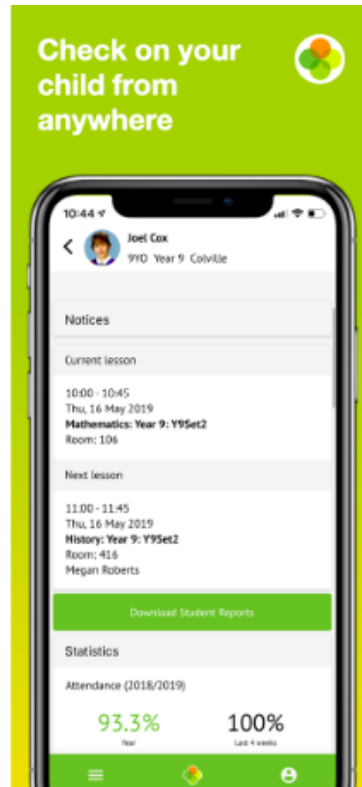 Check on your
child from
anywhere
10:44
Joel Cox
9YO Year 9 Colville
Notices
Current lesson
10:00 - 10:45
Thu, 16 May 2019
Mathematics: Year 9: Y9Set2
Room: 106
Next lesson
11:00 - 11:45
Thu, 16 May 2019
History: Year 9: Y9Set2
Room: 416
Megan Roberts
Download Student Reports
Statistics
Attendance (2018/2019)
93.3% 100%
Year Last 4 weeks